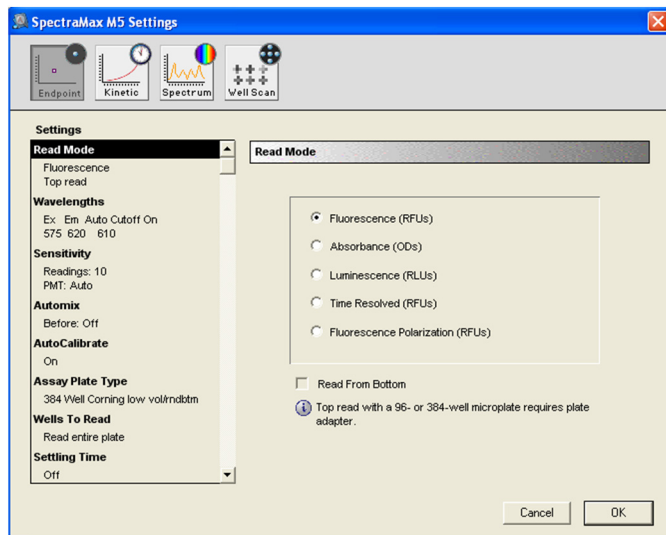 SpectraMax M5 Settings
Endpoint
Kinetic
Spectrum
Well Scan
Settings
Read Mode
Fluorescence
Top read
Wavelengths
Ex Em Auto Cutoff On
575 620 610
Sensitivity
Readings: 10
PMT: Auto
Automix
Before: Off
AutoCalibrate
On
Assay Plate Type
384 Well Corning low vol/rndbtm
Wells To Read
Read entire plate
Settling Time
Off
Read Mode
Fluorescence (RFUs)
Absorbance (ODs)
Luminescence (RLUs)
Time Resolved (RFUs)
Fluorescence Polarization (RFUs)
Read From Bottom
Top read with a 96- or 384-well microplate requires plate
adapter.
Cancel
OK